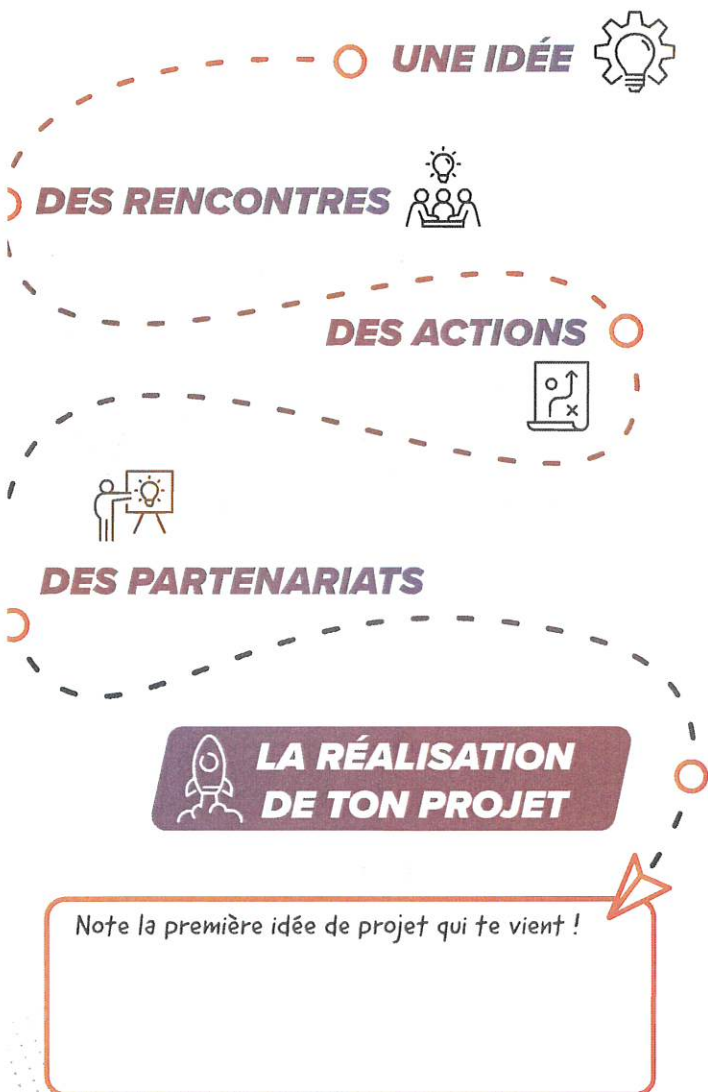 UNE IDÉE
DES RENCONTRES
DES ACTIONS
DES PARTENARIATS
LA RÉALISATION
DE TON PROJET
Note la première idée de projet qui te vient !